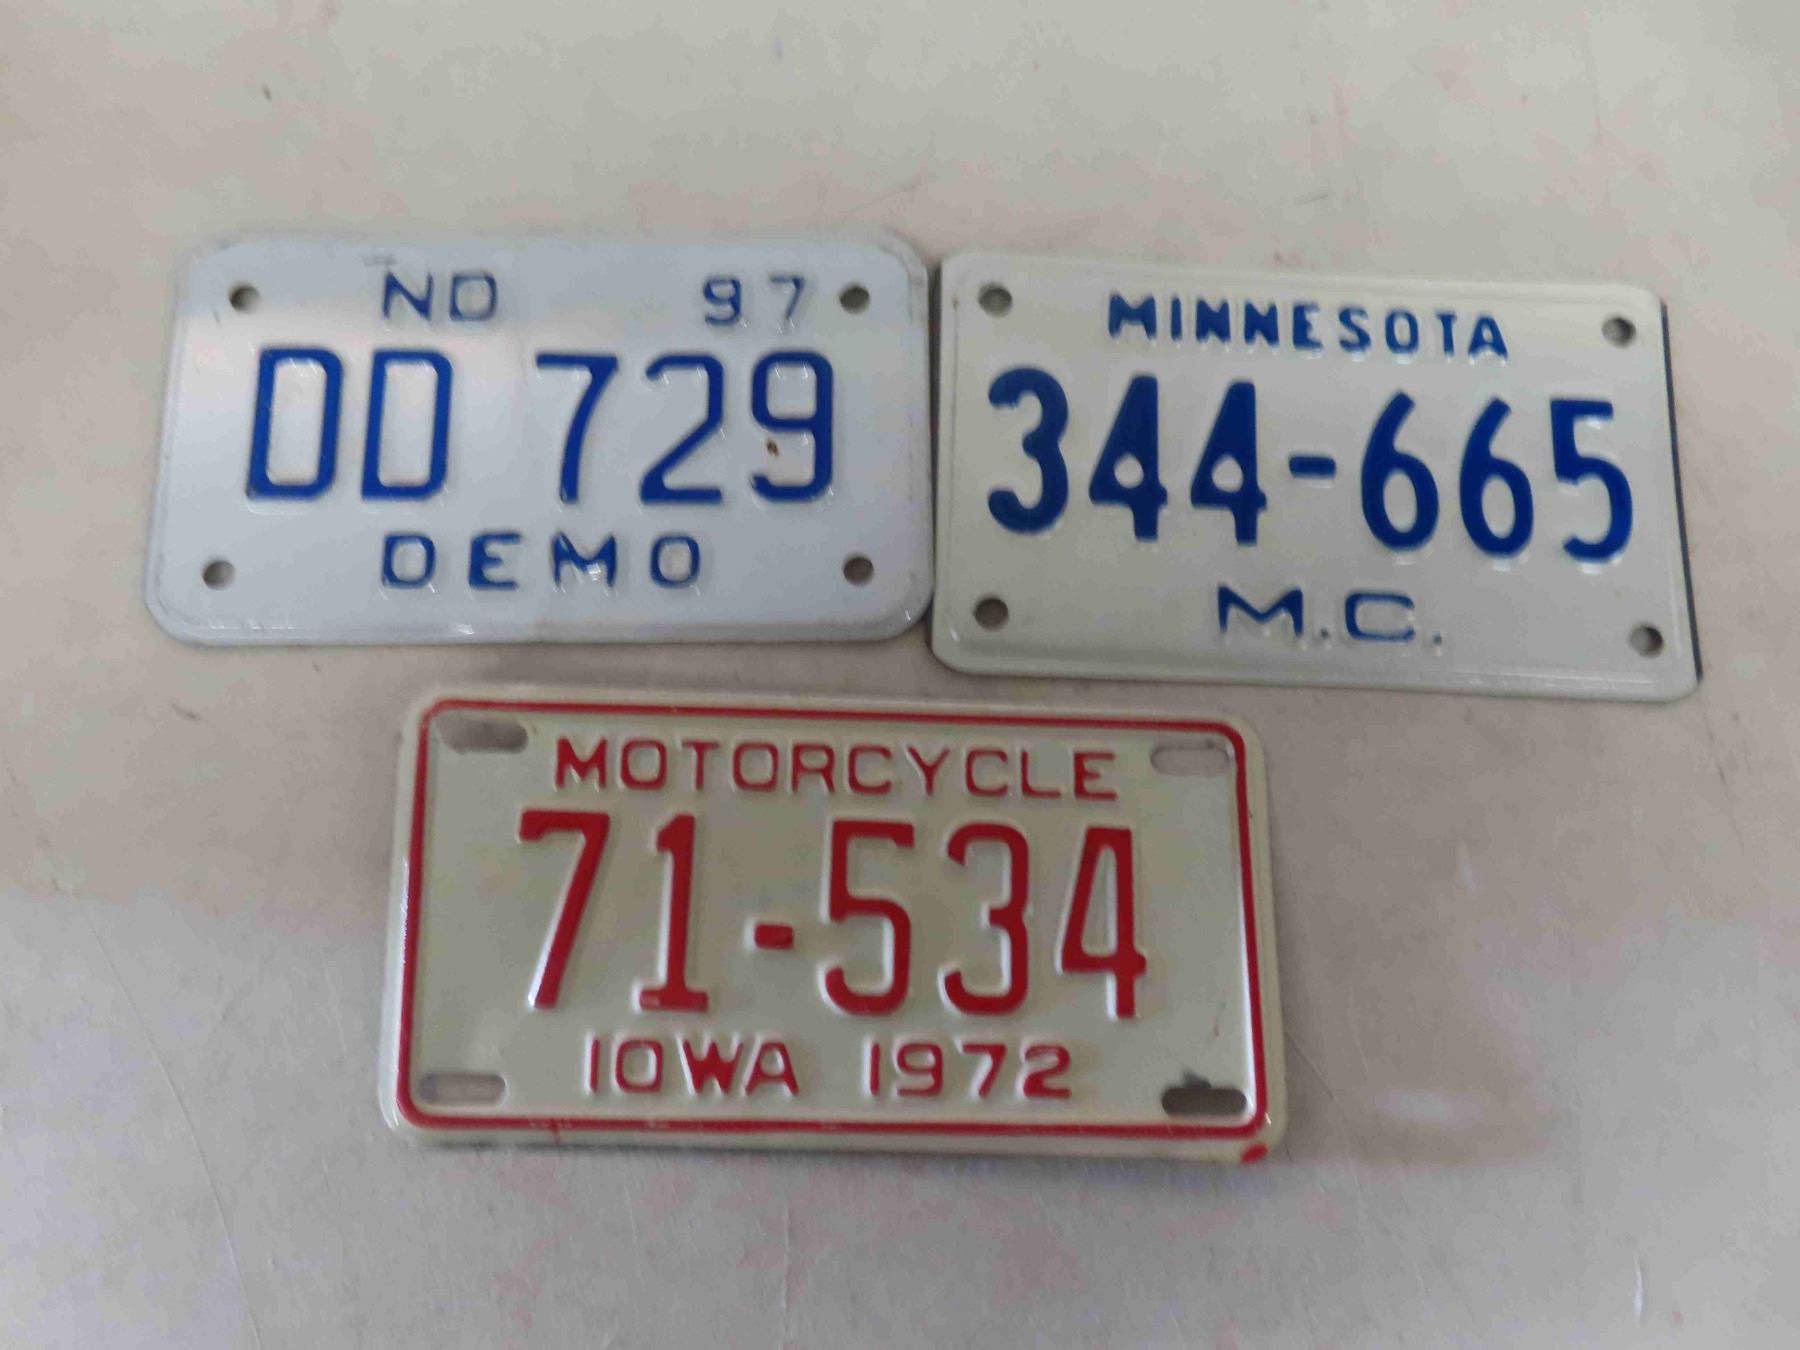 ND 97
DD 729
DEMO
MINNESOTA
344-665
M.C.
MOTORCYCLE
71-534
IOWA 1972